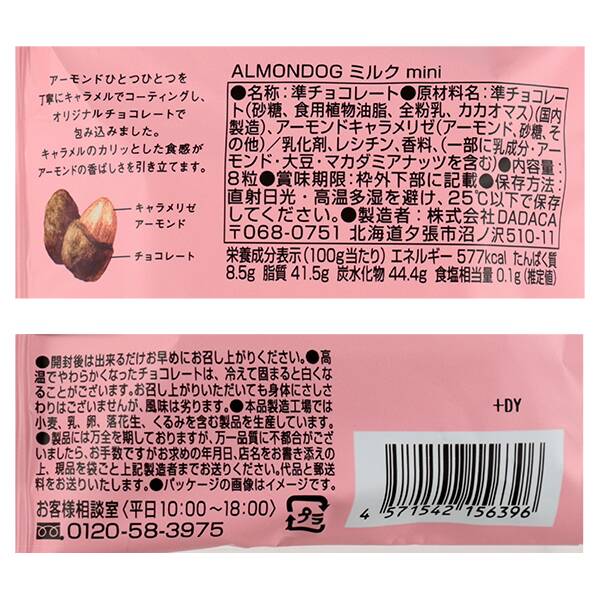 アーモンドひとつひとつを
丁寧にキャラメルでコーティングし、
オリジナルチョコレートで
包み込みました。
キャラメルのカリッとした食感が
アーモンドの香ばしさを引き立てます。
キャラメリゼ
アーモンド
チョコレート
ALMONDOG ミルク mini
●名称:準チョコレート●原材料名:準チョコレー
ト(砂糖、食用植物油脂、全粉乳、カカオマス)(国内
製造)、アーモンドキャラメリゼ(アーモンド、砂糖、そ
の他)/乳化剤、レシチン、香料、(一部に乳成分・アー
モンド・大豆・マカダミアナッツを含む)●内容量:
8粒●賞味期限:枠外下部に記載●保存方法:
直射日光・高温多湿を避け、25℃以下で保存
してください。●製造者:株式会社DADACA
〒068-0751 北海道夕張市沼ノ沢510-11
栄養成分表示(100g当たり) エネルギー 577kcal たんぱく質
8.5g 脂質 41.5g 炭水化物 44.4g 食塩相当量 0.1g (推定値)
●開封後は出来るだけお早めにお召し上がりください。●高
温でやわらかくなったチョコレートは、冷えて固まると白くな
ることがございます。お召し上がりいただいても身体にさしさ
わりはございませんが、風味は劣ります。●本品製造工場では
小麦、乳、卵、落花生、くるみを含む製品を生産しています。
●製品には万全を期しておりますが、万一品質に不都合がござ
いましたら、お手数ですがお求めの年月日、店名をお書き添えの
上、現品を袋ごと上記製造者までお送りください。代品と郵送
料をお送りいたします。●パッケージの画像はイメージです。
お客様相談室〈平日10:00~18:00〉
0120-58-3975
プラ
+DY
4 571542 156396